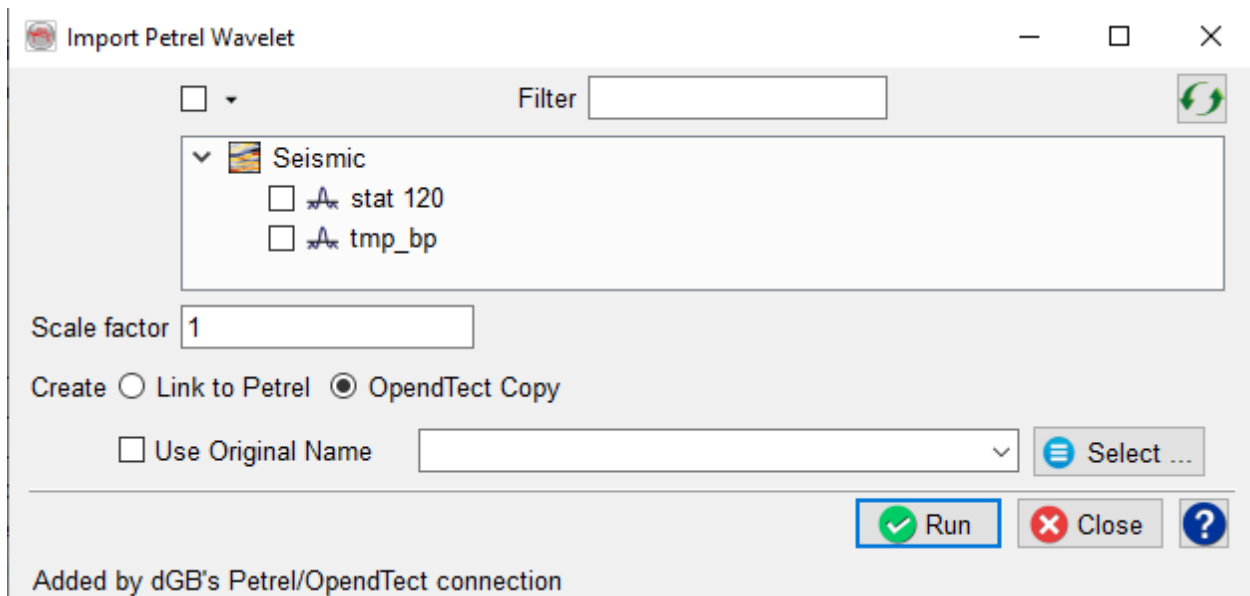 Import Petrel Wavelet
Filter
Seismic
stat 120
tmp_bp
Scale factor 1
Create Link to Petrel OpendTect Copy
Use Original Name Select ...
Run Close ?
Added by dGB's Petrel/OpendTect connection